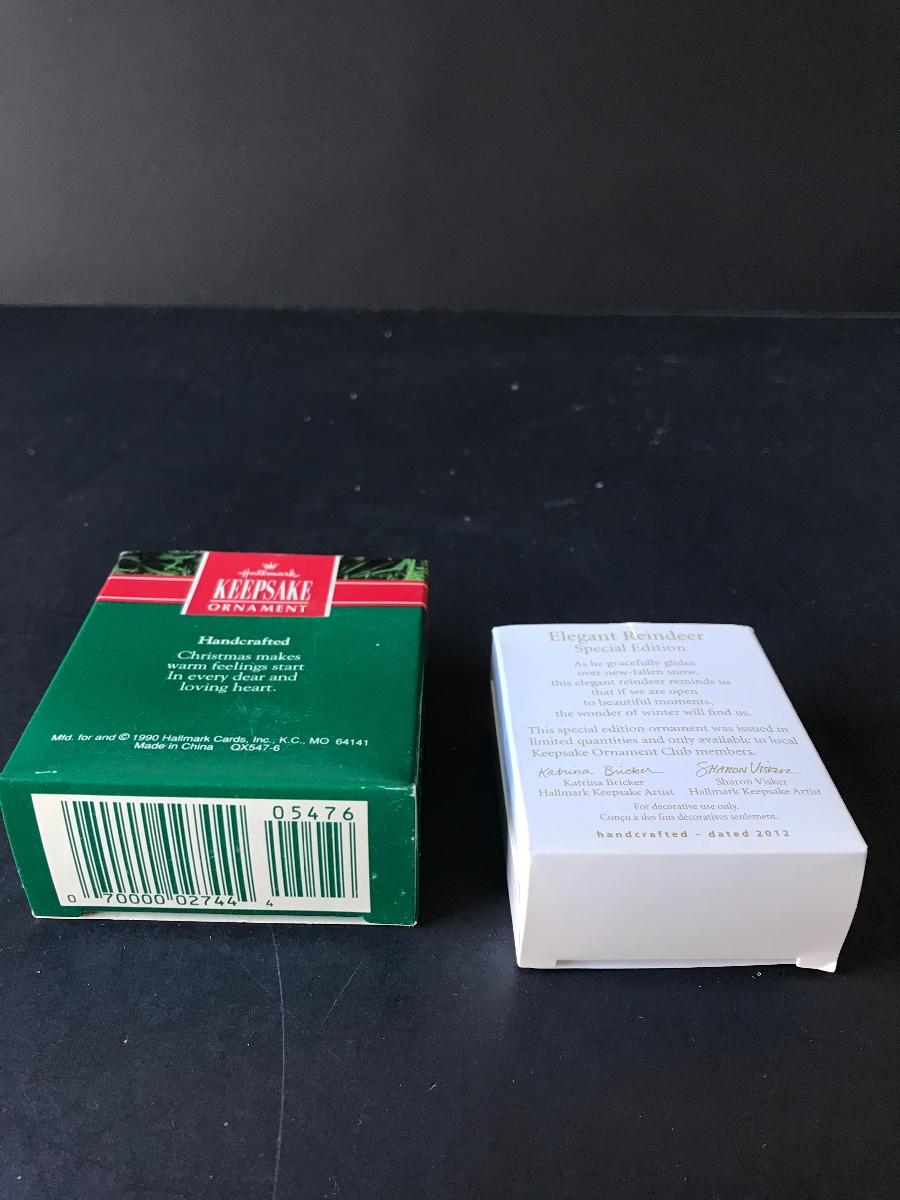 Hallmark
KEEPSAKE
ORNAMENT
Handcrafted
Christmas makes
warm feelings start
In every dear and
loving heart.
Mfd. for and © 1990 Hallmark Cards, Inc., K.C., MO 64141
Made in China QX547-6
05476
0 70000 02744 4
Elegant Reindeer
Special Edition
As he gracefully glides
over new-fallen snow,
this elegant reindeer reminds us
that if we are open
to beautiful moments,
the wonder of winter will find us.
This special edition ornament was issued in
limited quantities and only available to local
Keepsake Ornament Club members.
Katrina Bricker SHARON VISKER
Katrina Bricker Sharon Visker
Hallmark Keepsake Artist Hallmark Keepsake Artist
For decorative use only.
Conçu à des fins décoratives seulement.
handcrafted – dated 2012